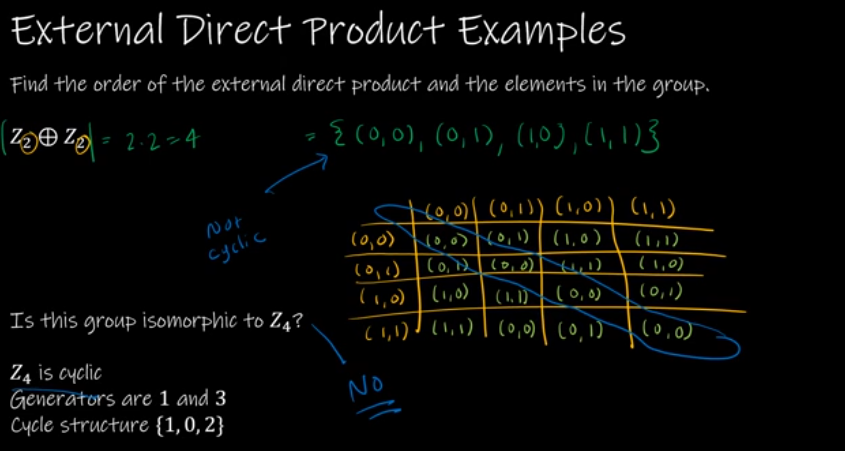 External Direct Product Examples
Find the order of the external direct product and the elements in the group.
|Z₂ ⊕ Z₂| = 2·2 = 4 = {(0,0), (0,1), (1,0), (1,1)}
Not
cyclic
(0,0) (0,1) (1,0) (1,1)
(0,0) (0,0) (0,1) (1,0) (1,1)
(0,1) (0,1) (0,0) (1,1) (1,0)
(1,0) (1,0) (1,1) (0,0) (0,1)
(1,1) (1,1) (0,0) (0,1) (0,0)
Is this group isomorphic to Z₄?
No
Z₄ is cyclic
Generators are 1 and 3
Cycle structure {1, 0, 2}